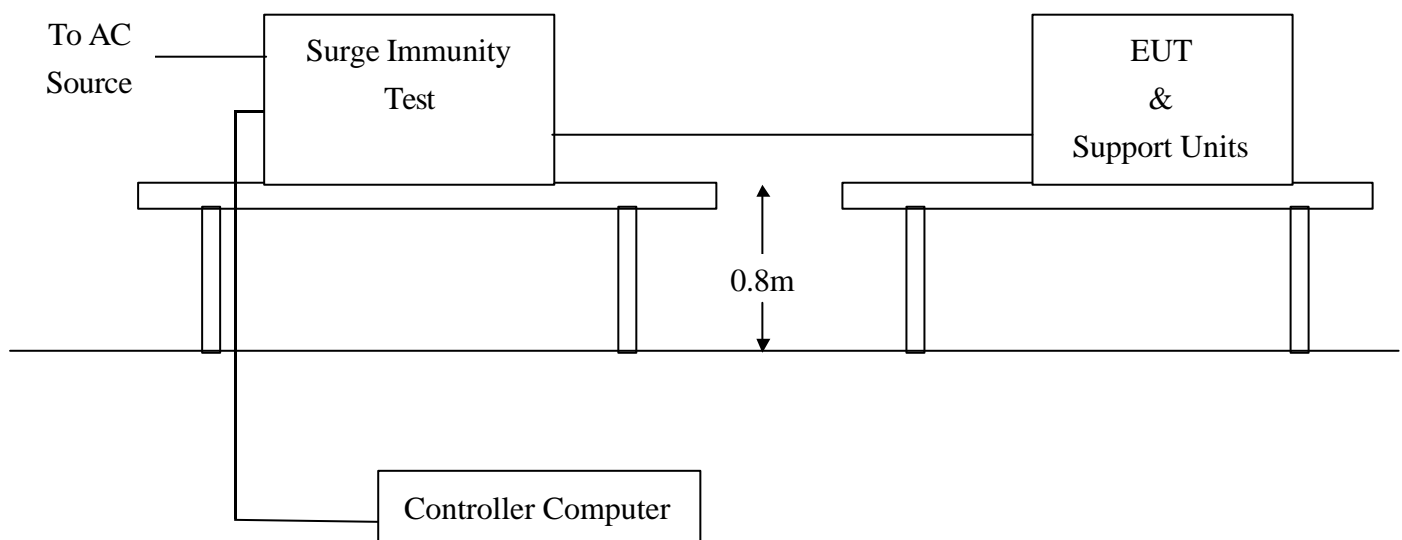 To AC
Source
Surge Immunity
Test
EUT
&
Support Units
0.8m
Controller Computer